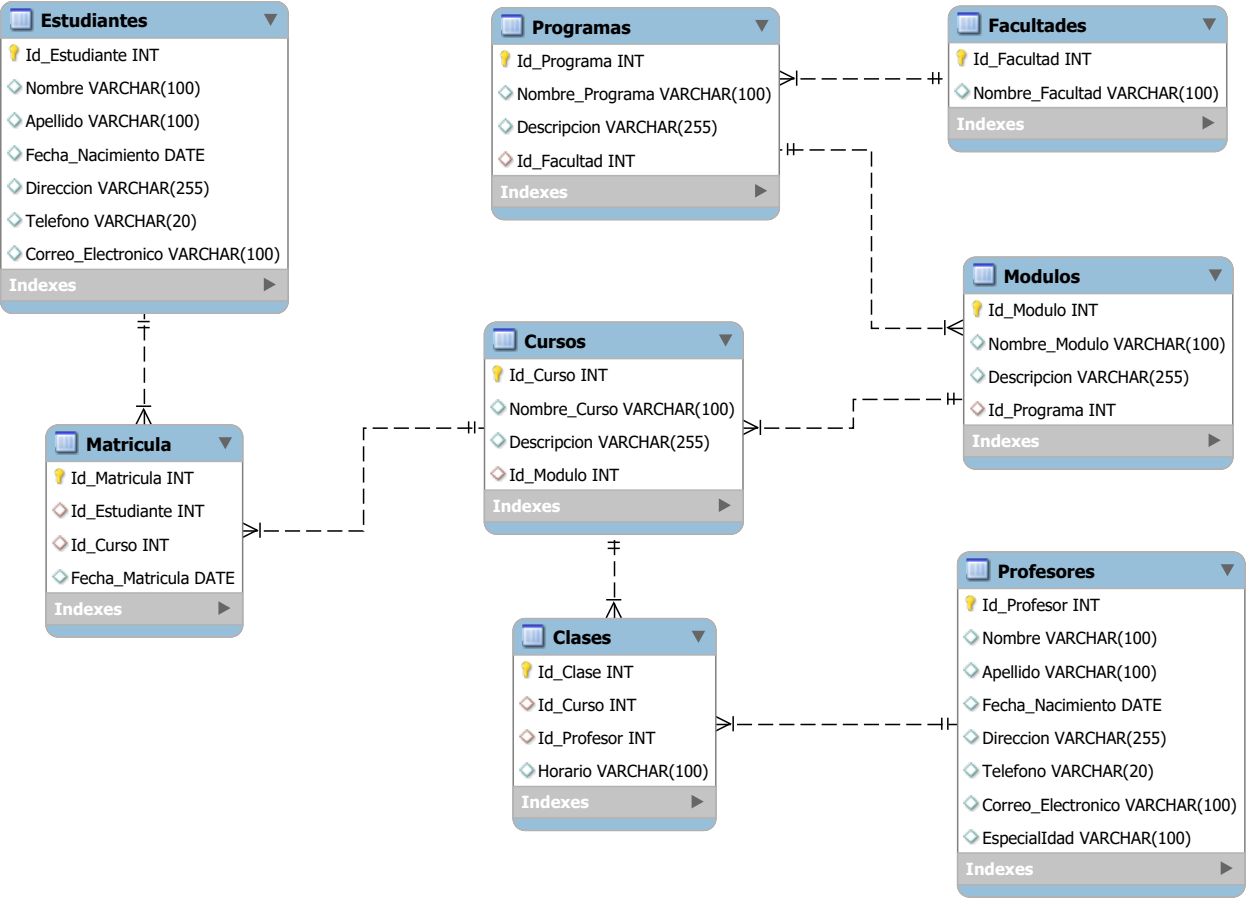 Estudiantes
Id_Estudiante INT
Nombre VARCHAR(100)
Apellido VARCHAR(100)
Fecha_Nacimiento DATE
Direccion VARCHAR(255)
Telefono VARCHAR(20)
Correo_Electronico VARCHAR(100)
Indexes
Programas
Id_Programa INT
Nombre_Programa VARCHAR(100)
Descripcion VARCHAR(255)
Id_Facultad INT
Indexes
Facultades
Id_Facultad INT
Nombre_Facultad VARCHAR(100)
Indexes
Modulos
Id_Modulo INT
Nombre_Modulo VARCHAR(100)
Descripcion VARCHAR(255)
Id_Programa INT
Indexes
Cursos
Id_Curso INT
Nombre_Curso VARCHAR(100)
Descripcion VARCHAR(255)
Id_Modulo INT
Indexes
Matricula
Id_Matricula INT
Id_Estudiante INT
Id_Curso INT
Fecha_Matricula DATE
Indexes
Clases
Id_Clase INT
Id_Curso INT
Id_Profesor INT
Horario VARCHAR(100)
Indexes
Profesores
Id_Profesor INT
Nombre VARCHAR(100)
Apellido VARCHAR(100)
Fecha_Nacimiento DATE
Direccion VARCHAR(255)
Telefono VARCHAR(20)
Correo_Electronico VARCHAR(100)
EspecialIdad VARCHAR(100)
Indexes